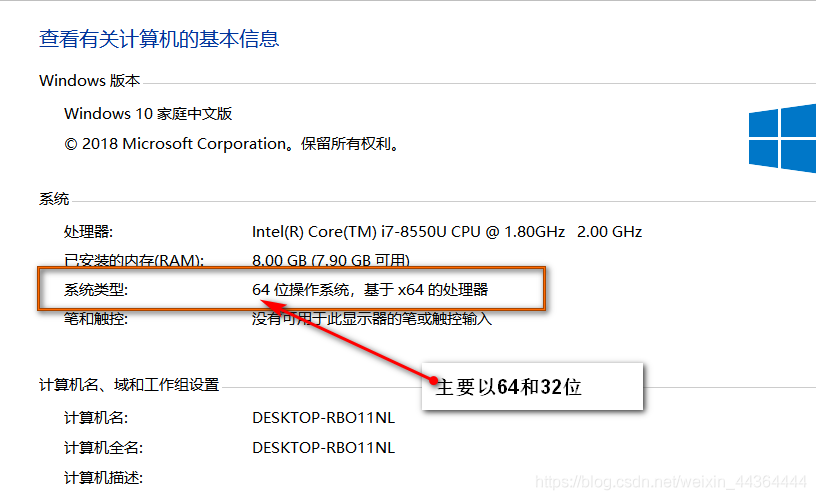 查看有关计算机的基本信息
Windows 版本
Windows 10 家庭中文版
© 2018 Microsoft Corporation。保留所有权利。
系统
处理器: Intel(R) Core(TM) i7-8550U CPU @ 1.80GHz 2.00 GHz
已安装的内存(RAM): 8.00 GB (7.90 GB 可用)
系统类型: 64 位操作系统，基于 x64 的处理器
笔和触控: 没有可用于此显示器的笔或触控输入
主要以64和32位
计算机名、域和工作组设置
计算机名: DESKTOP-RBO11NL
计算机全名: DESKTOP-RBO11NL
计算机描述:
https://blog.csdn.net/weixin_44364444